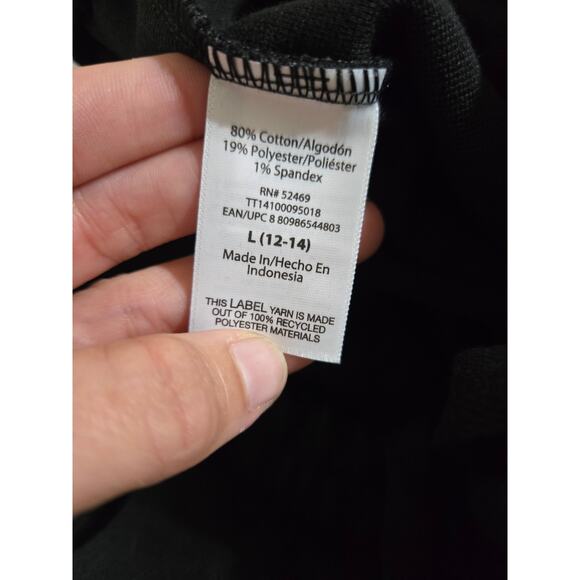 80% Cotton/Algodón
19% Polyester/Poliéster
1% Spandex
RN# 52469
TT14100095018
EAN/UPC 8 80986544803
L (12-14)
Made In/Hecho En
Indonesia
THIS LABEL YARN IS MADE
OUT OF 100% RECYCLED
POLYESTER MATERIALS